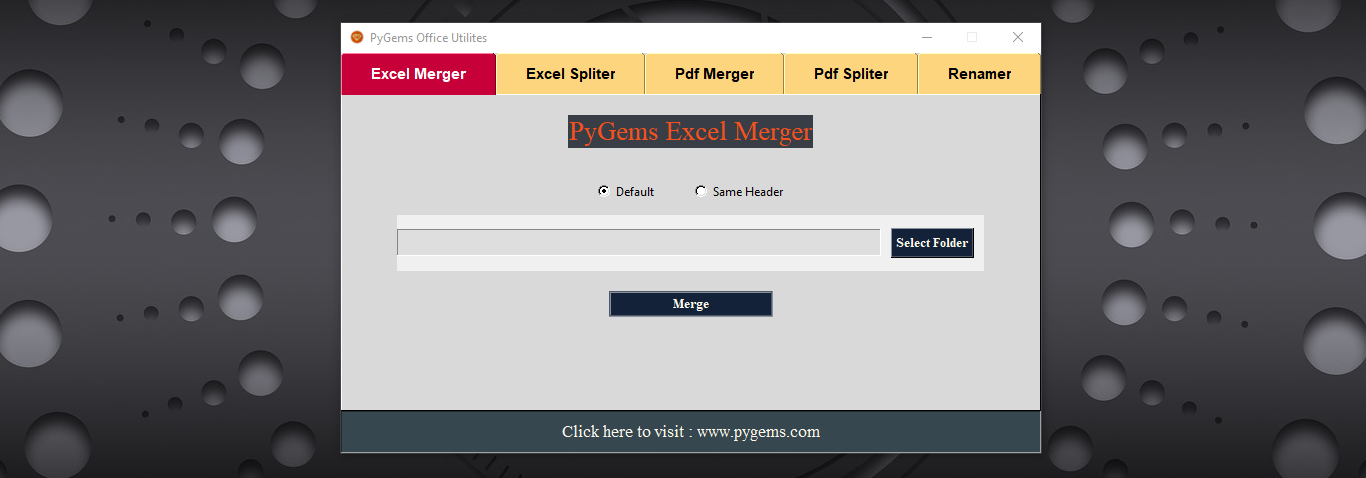 PyGems Office Utilites
Excel Merger Excel Spliter Pdf Merger Pdf Spliter Renamer
PyGems Excel Merger
Default Same Header
Select Folder
Merge
Click here to visit : www.pygems.com